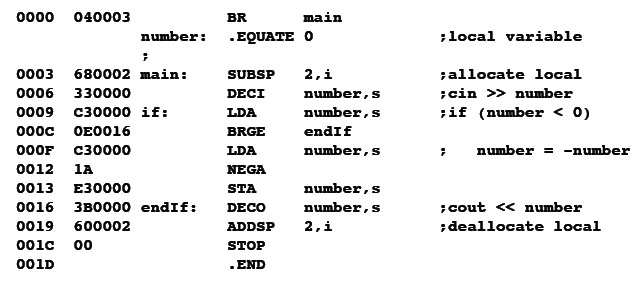 0000 040003 BR main
number: .EQUATE 0 ;local variable
;
0003 680002 main: SUBSP 2,i ;allocate local
0006 330000 DECI number,s ;cin >> number
0009 C30000 if: LDA number,s ;if (number < 0)
000C 0E0016 BRGE endIf
000F C30000 LDA number,s ; number = -number
0012 1A NEGA
0013 E30000 STA number,s
0016 3B0000 endIf: DECO number,s ;cout << number
0019 600002 ADDSP 2,i ;deallocate local
001C 00 STOP
001D .END